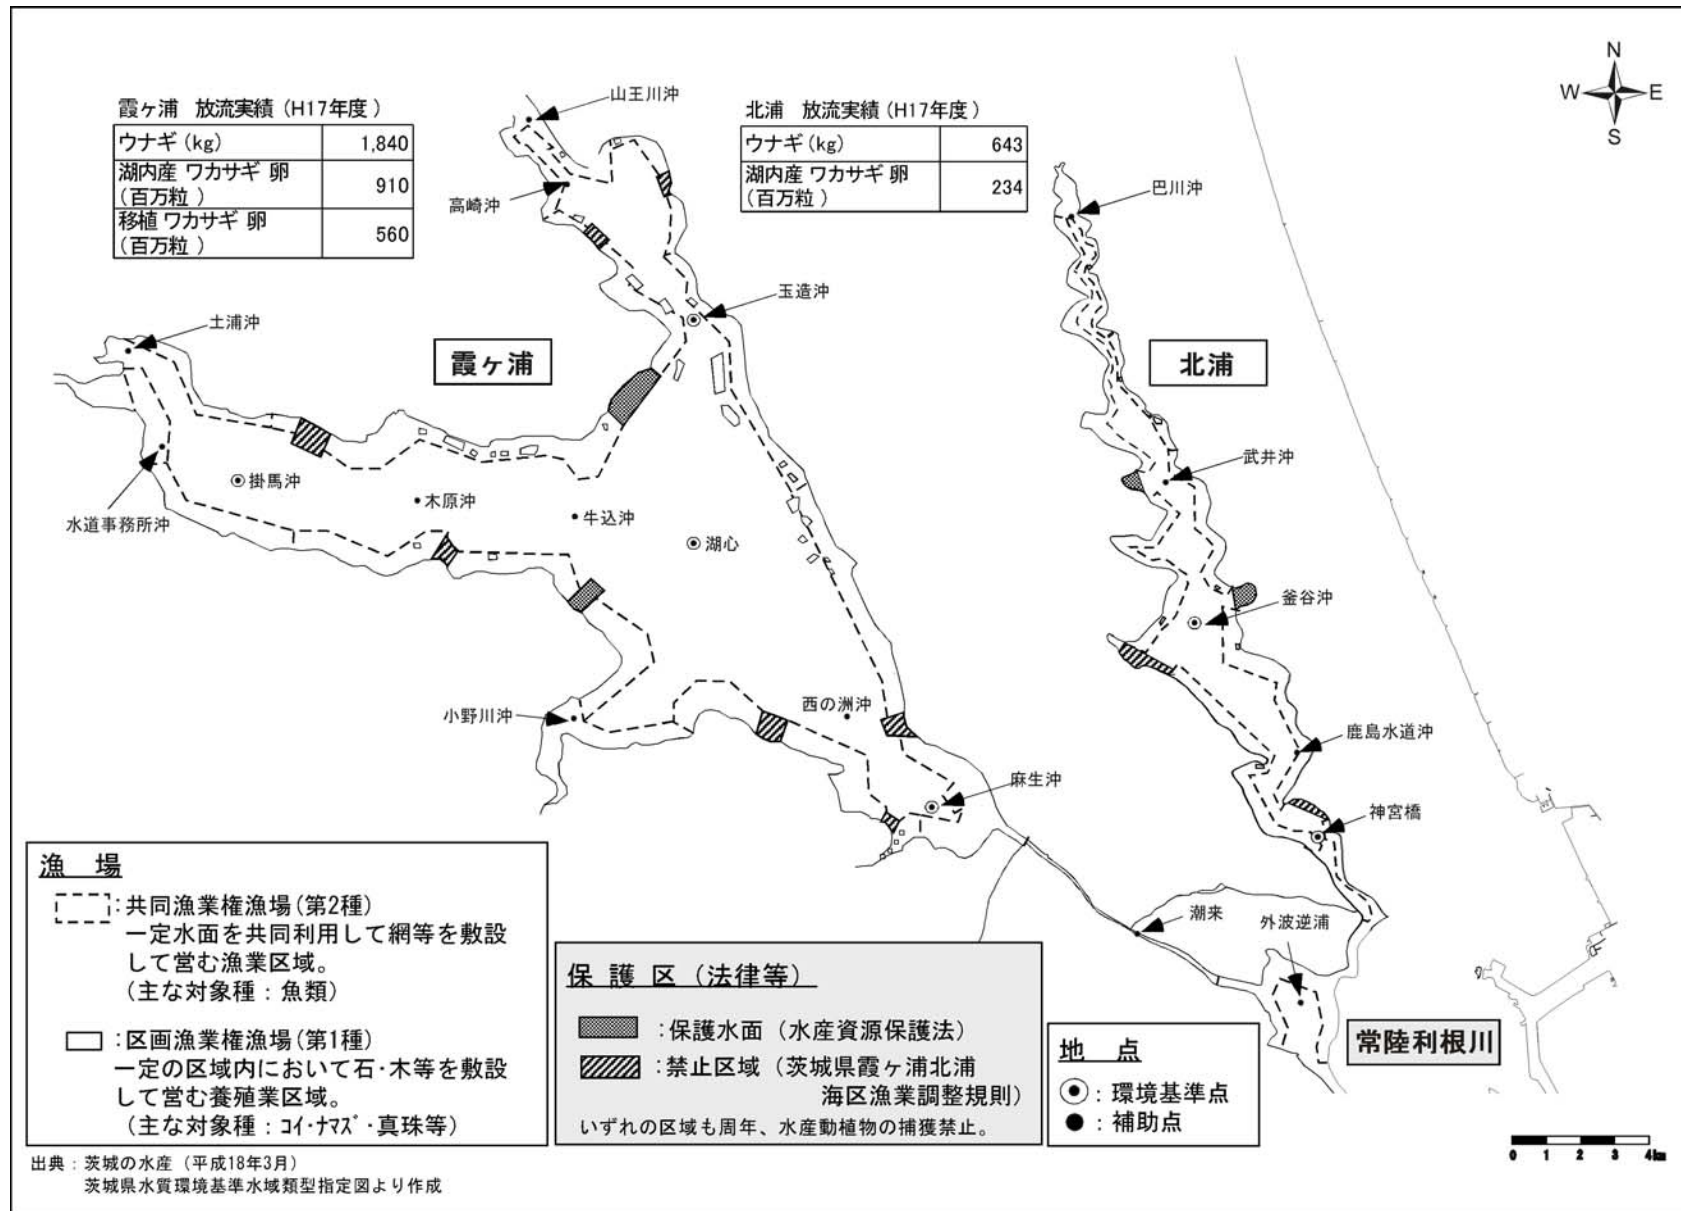 霞ヶ浦 放流実績 (H17年度 )
ウナギ (kg) 1,840
湖内産 ワカサギ 卵
(百万粒 ) 910
移植 ワカサギ 卵
(百万粒 ) 560
北浦 放流実績 (H17年度 )
ウナギ (kg) 643
湖内産 ワカサギ 卵
(百万粒 ) 234
N
W E
S
山王川沖
高崎沖
巴川沖
玉造沖
土浦沖
霞ヶ浦
北浦
武井沖
掛馬沖
木原沖
牛込沖
水道事務所沖
湖心
釜谷沖
小野川沖
西の洲沖
鹿島水道沖
麻生沖
神宮橋
潮来
外波逆浦
常陸利根川
漁 場
:共同漁業権漁場(第2種)
一定水面を共同利用して網等を敷設
して営む漁業区域。
(主な対象種:魚類)
:区画漁業権漁場(第1種)
一定の区域内において石・木等を敷設
して営む養殖業区域。
(主な対象種:コイ・ナマズ・真珠等)
保 護 区 (法律等)
:保護水面 (水産資源保護法)
:禁止区域 (茨城県霞ヶ浦北浦
海区漁業調整規則)
いずれの区域も周年、水産動植物の捕獲禁止。
地 点
:環境基準点
:補助点
0 1 2 3 4km
出典:茨城の水産 (平成18年3月)
茨城県水質環境基準水域類型指定図より作成